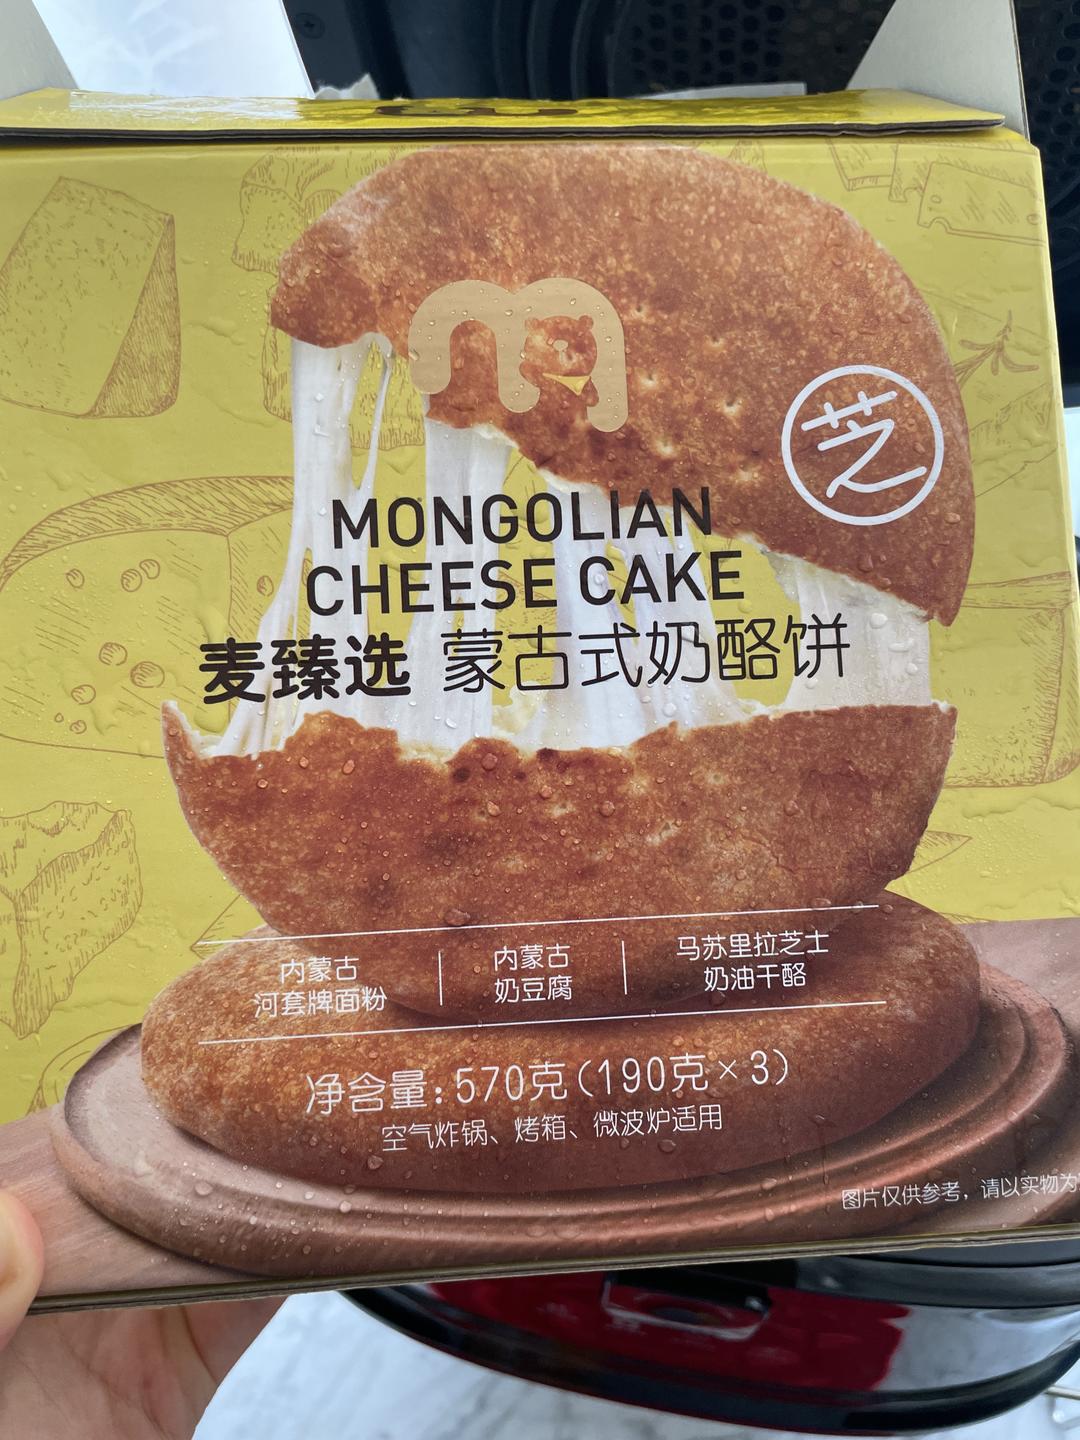 芝
MONGOLIAN
CHEESE CAKE
麦臻选 蒙古式奶酪饼
内蒙古
河套牌面粉
内蒙古
奶豆腐
马苏里拉芝士
奶油干酪
净含量:570克(190克×3)
空气炸锅、烤箱、微波炉适用
图片仅供参考，请以实物为